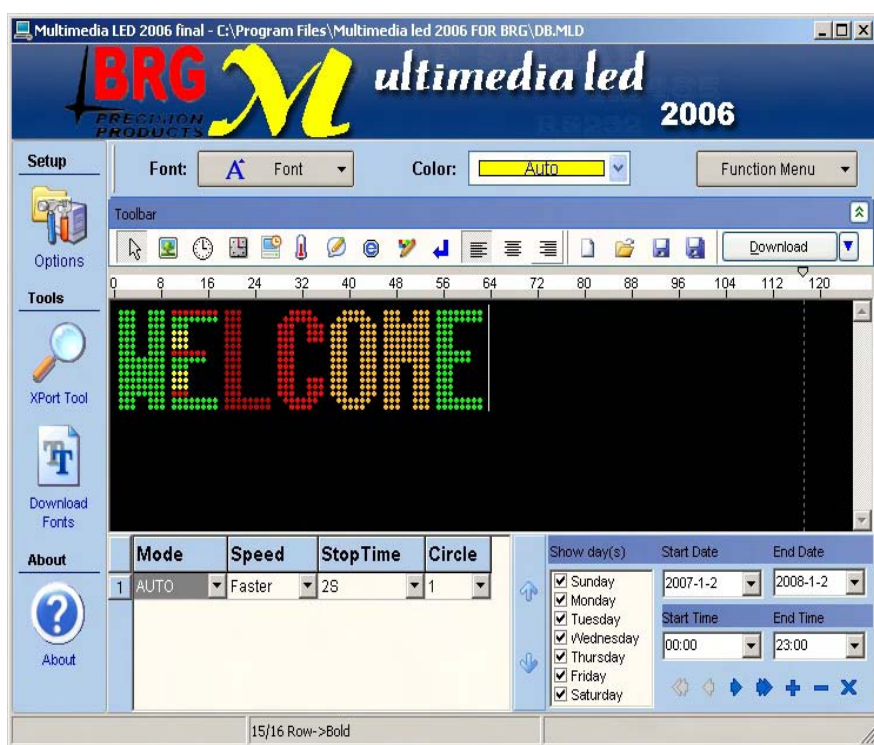 Multimedia LED 2006 final - C:\Program Files\Multimedia led 2006 FOR BRG\DB.MLD
BRG
PRECISION
PRODUCTS
Multimedia led
2006
Setup
Font: A Font Color: Auto Function Menu
Options
Toolbar
Download
0 8 16 24 32 40 48 56 64 72 80 88 96 104 112 120
Tools
WELCOME
XPort Tool
Download
Fonts
About
About
Mode Speed StopTime Circle
1 AUTO Faster 2S 1
Show day(s)
Sunday
Monday
Tuesday
Wednesday
Thursday
Friday
Saturday
Start Date End Date
2007-1-2 2008-1-2
Start Time End Time
00:00 23:00
15/16 Row->Bold